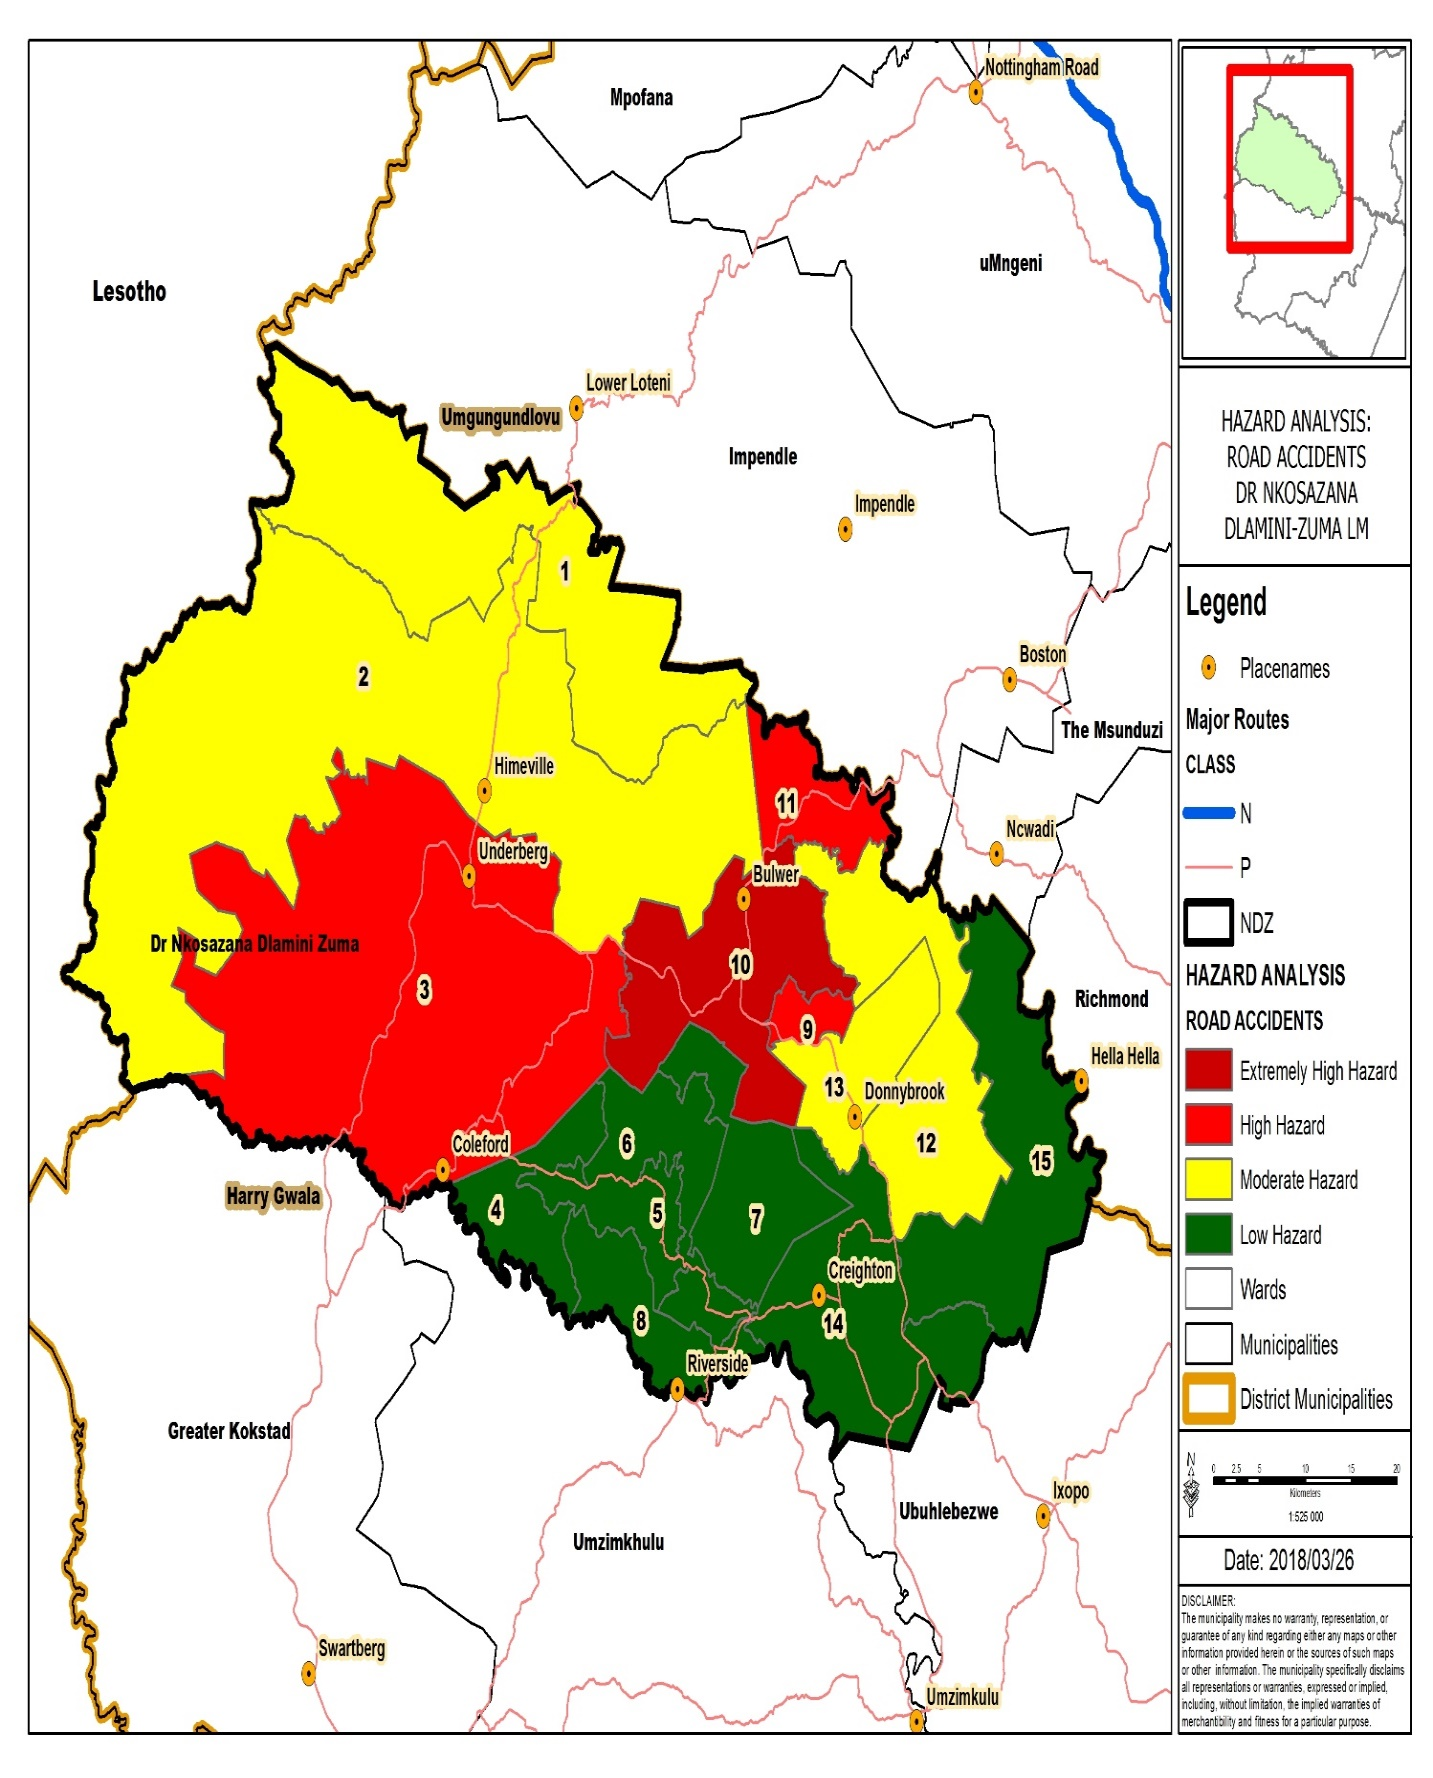 Nottingham Road
Mpofana
uMngeni
Lesotho
Lower Loteni
Umgungundlovu
Impendle
Impendle
1
Boston
2
The Msunduzi
Himeville
11
Ncwadi
Underberg
Bulwer
Dr Nkosazana Dlamini Zuma
10
3
Richmond
9
Hella Hella
13
Donnybrook
Coleford
6
12
15
Harry Gwala
4
5
7
Creighton
8
14
Riverside
Greater Kokstad
Ixopo
Ubuhlebezwe
Umzimkhulu
Swartberg
Umzimkulu
HAZARD ANALYSIS:
ROAD ACCIDENTS
DR NKOSAZANA
DLAMINI-ZUMA LM
Legend
Placenames
Major Routes
CLASS
N
P
NDZ
HAZARD ANALYSIS
ROAD ACCIDENTS
Extremely High Hazard
High Hazard
Moderate Hazard
Low Hazard
Wards
Municipalities
District Municipalities
N
0 2.5 5 10 15 20
Kilometers
1:525 000
Date: 2018/03/26
DISCLAIMER:
The municipality makes no warranty, representation, or
guarantee of any kind regarding either any maps or other
information provided herein or the sources of such maps
or other information. The municipality specifically disclaims
all representations or warranties, expressed or implied,
including, without limitation, the implied warranties of
merchantibility and fitness for a particular purpose.